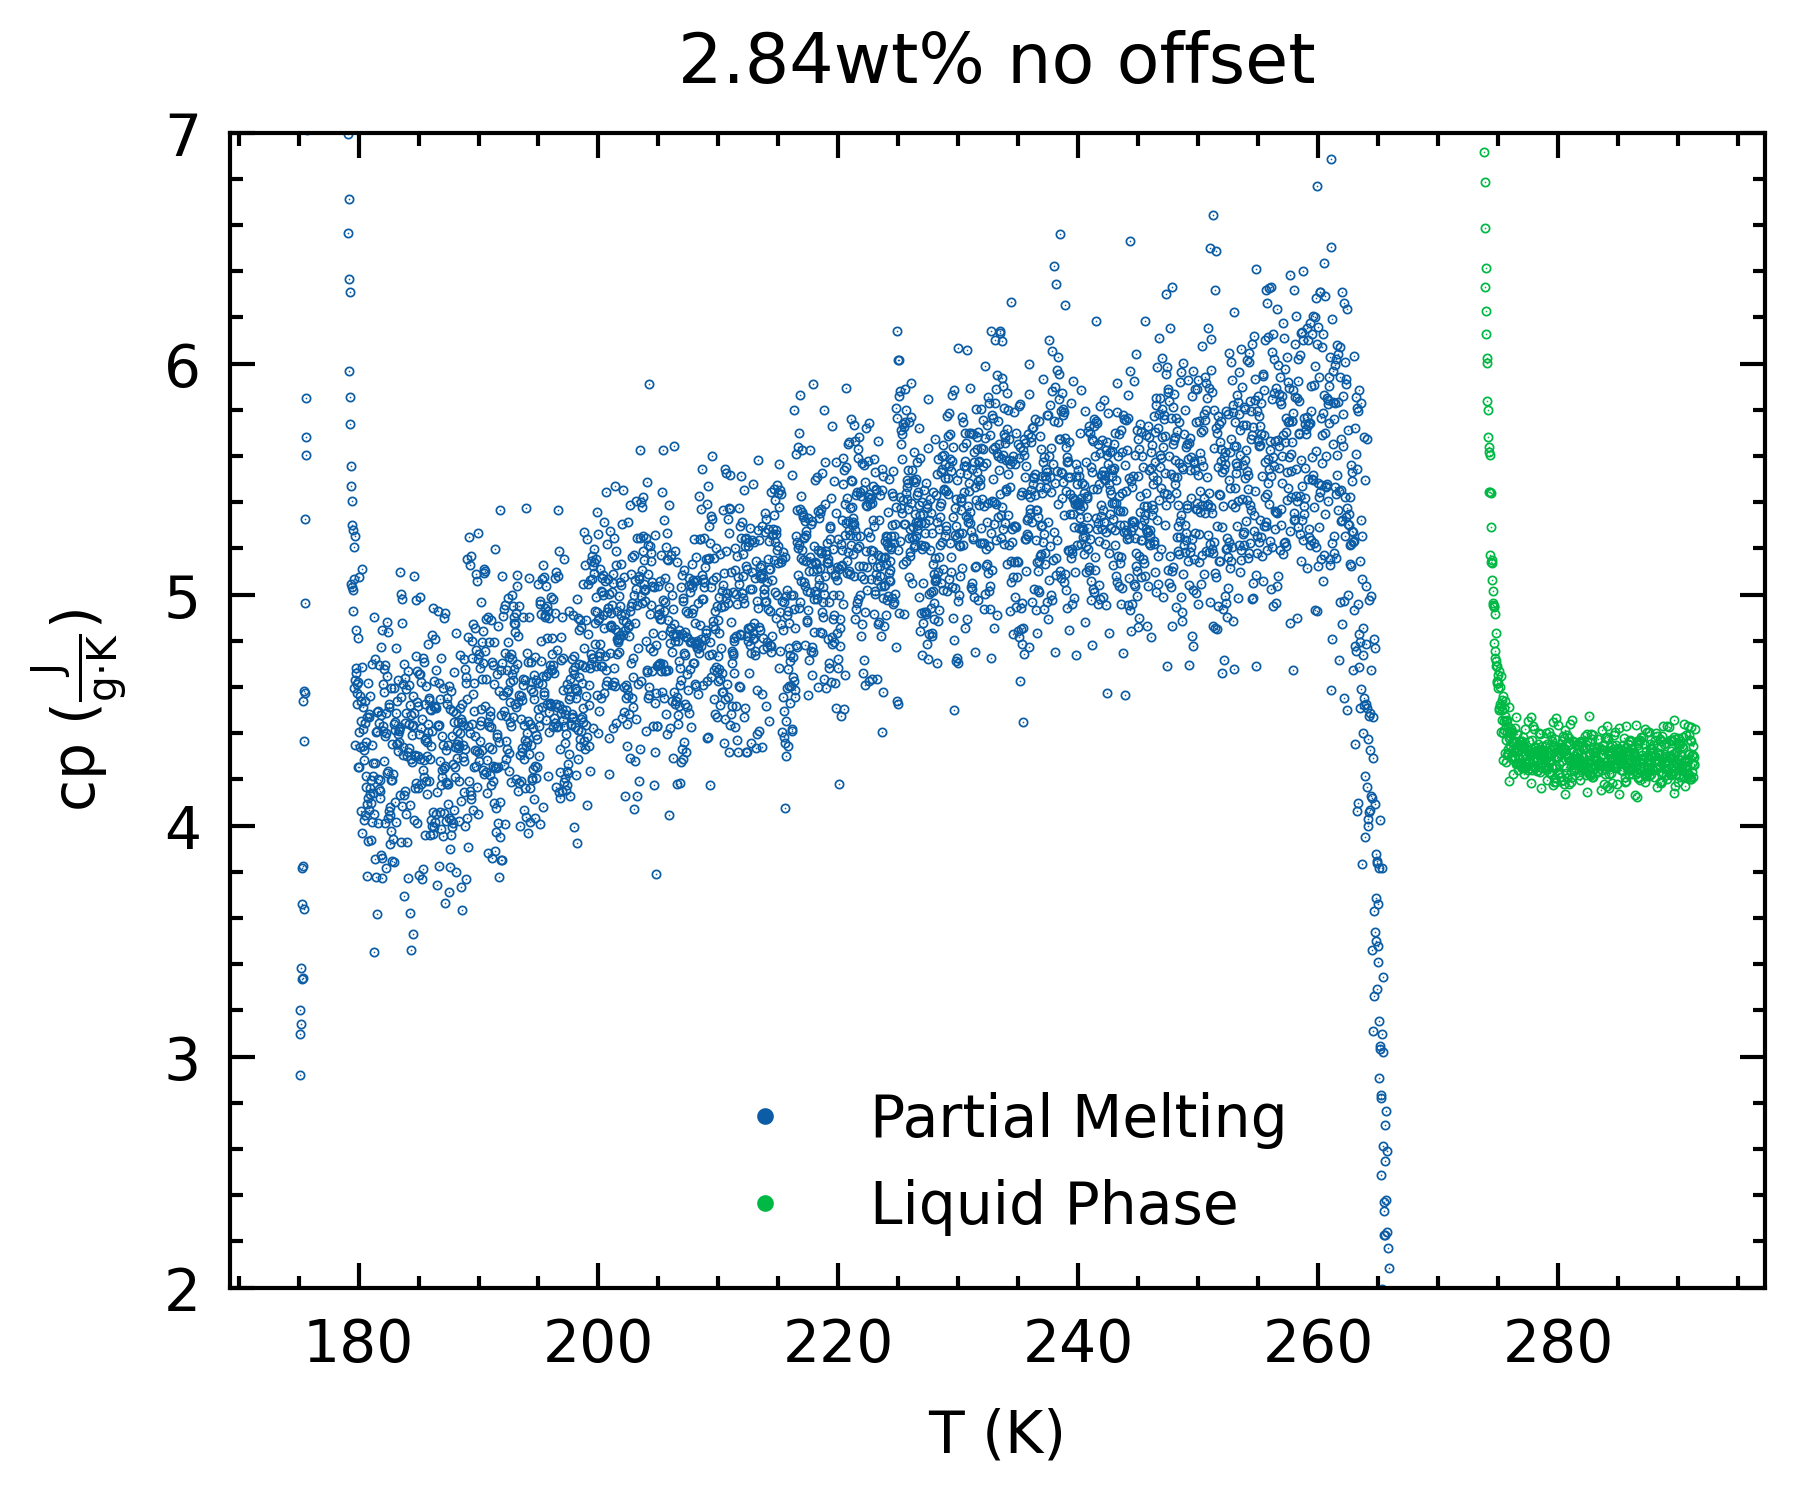 2.84wt% no offset
7
6
5
4
3
2
cp (J/g·K)
Partial Melting
Liquid Phase
180 200 220 240 260 280
T (K)